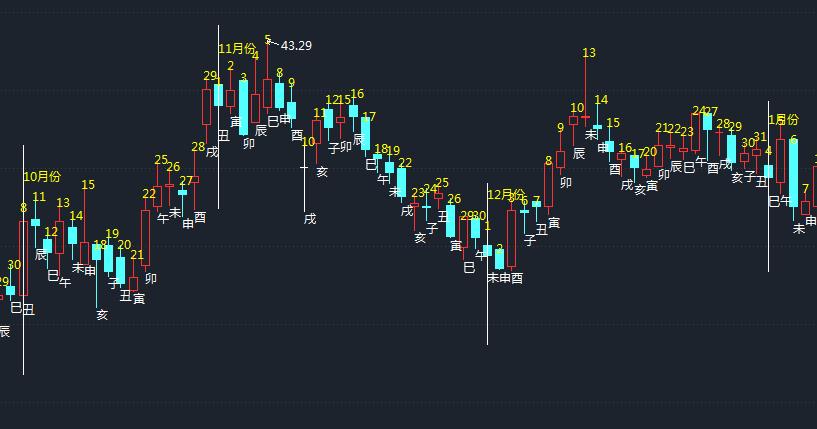 10月份
11月份
12月份
1月份
43.29
29 30 8 11 12 13 14 15 18 19 20 21 22 25 26 27 28 29
辰 巳 丑 辰 巳 午 未 申 亥 子 丑 寅 卯 午 未 申 酉 戌
1 2 3 4 5 8 9 10 11 12 15 16 17 18 19 22 23 24 25 26 29 30
丑 寅 卯 辰 巳 申 酉 戌 亥 子 卯 辰 巳 午 未 戌 亥 子 丑 寅 巳 午
1 2 3 6 7 8 9 10 13 14 15 16 17 20 21 22 23 24 27 28 29 30 31
未 申 酉 子 丑 寅 卯 辰 未 申 酉 戌 亥 寅 卯 辰 巳 午 酉 戌 亥 子 丑
4 5 6 7
巳 午 未 申